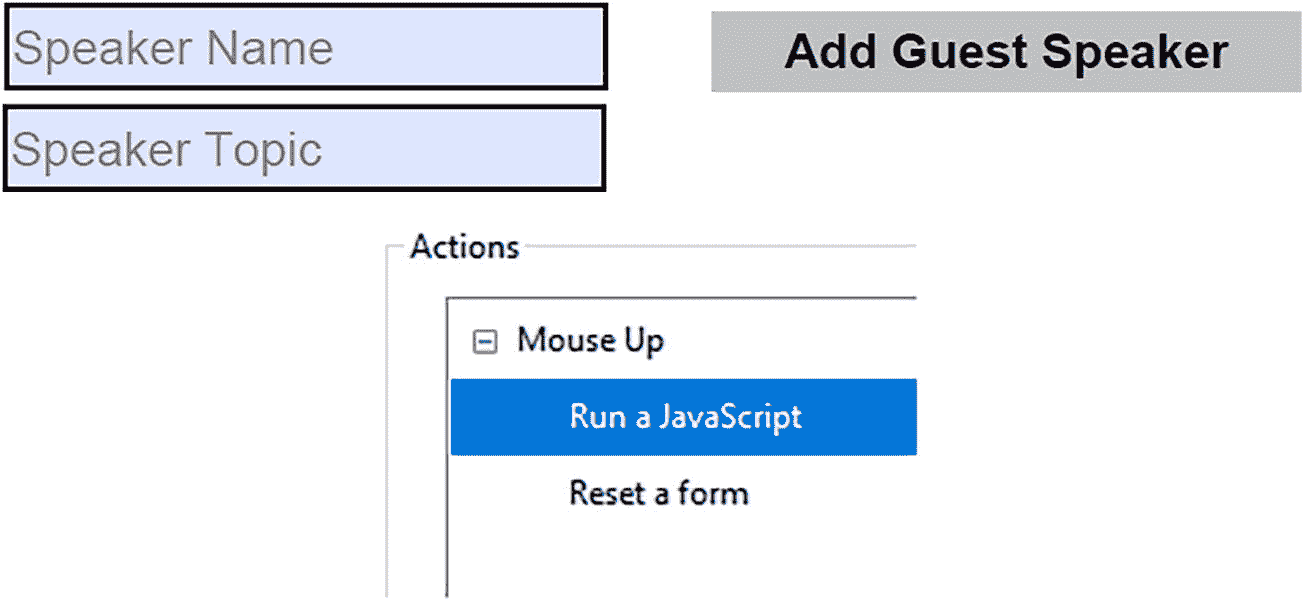 Speaker Name
Add Guest Speaker
Speaker Topic
Actions
Mouse Up
Run a JavaScript
Reset a form